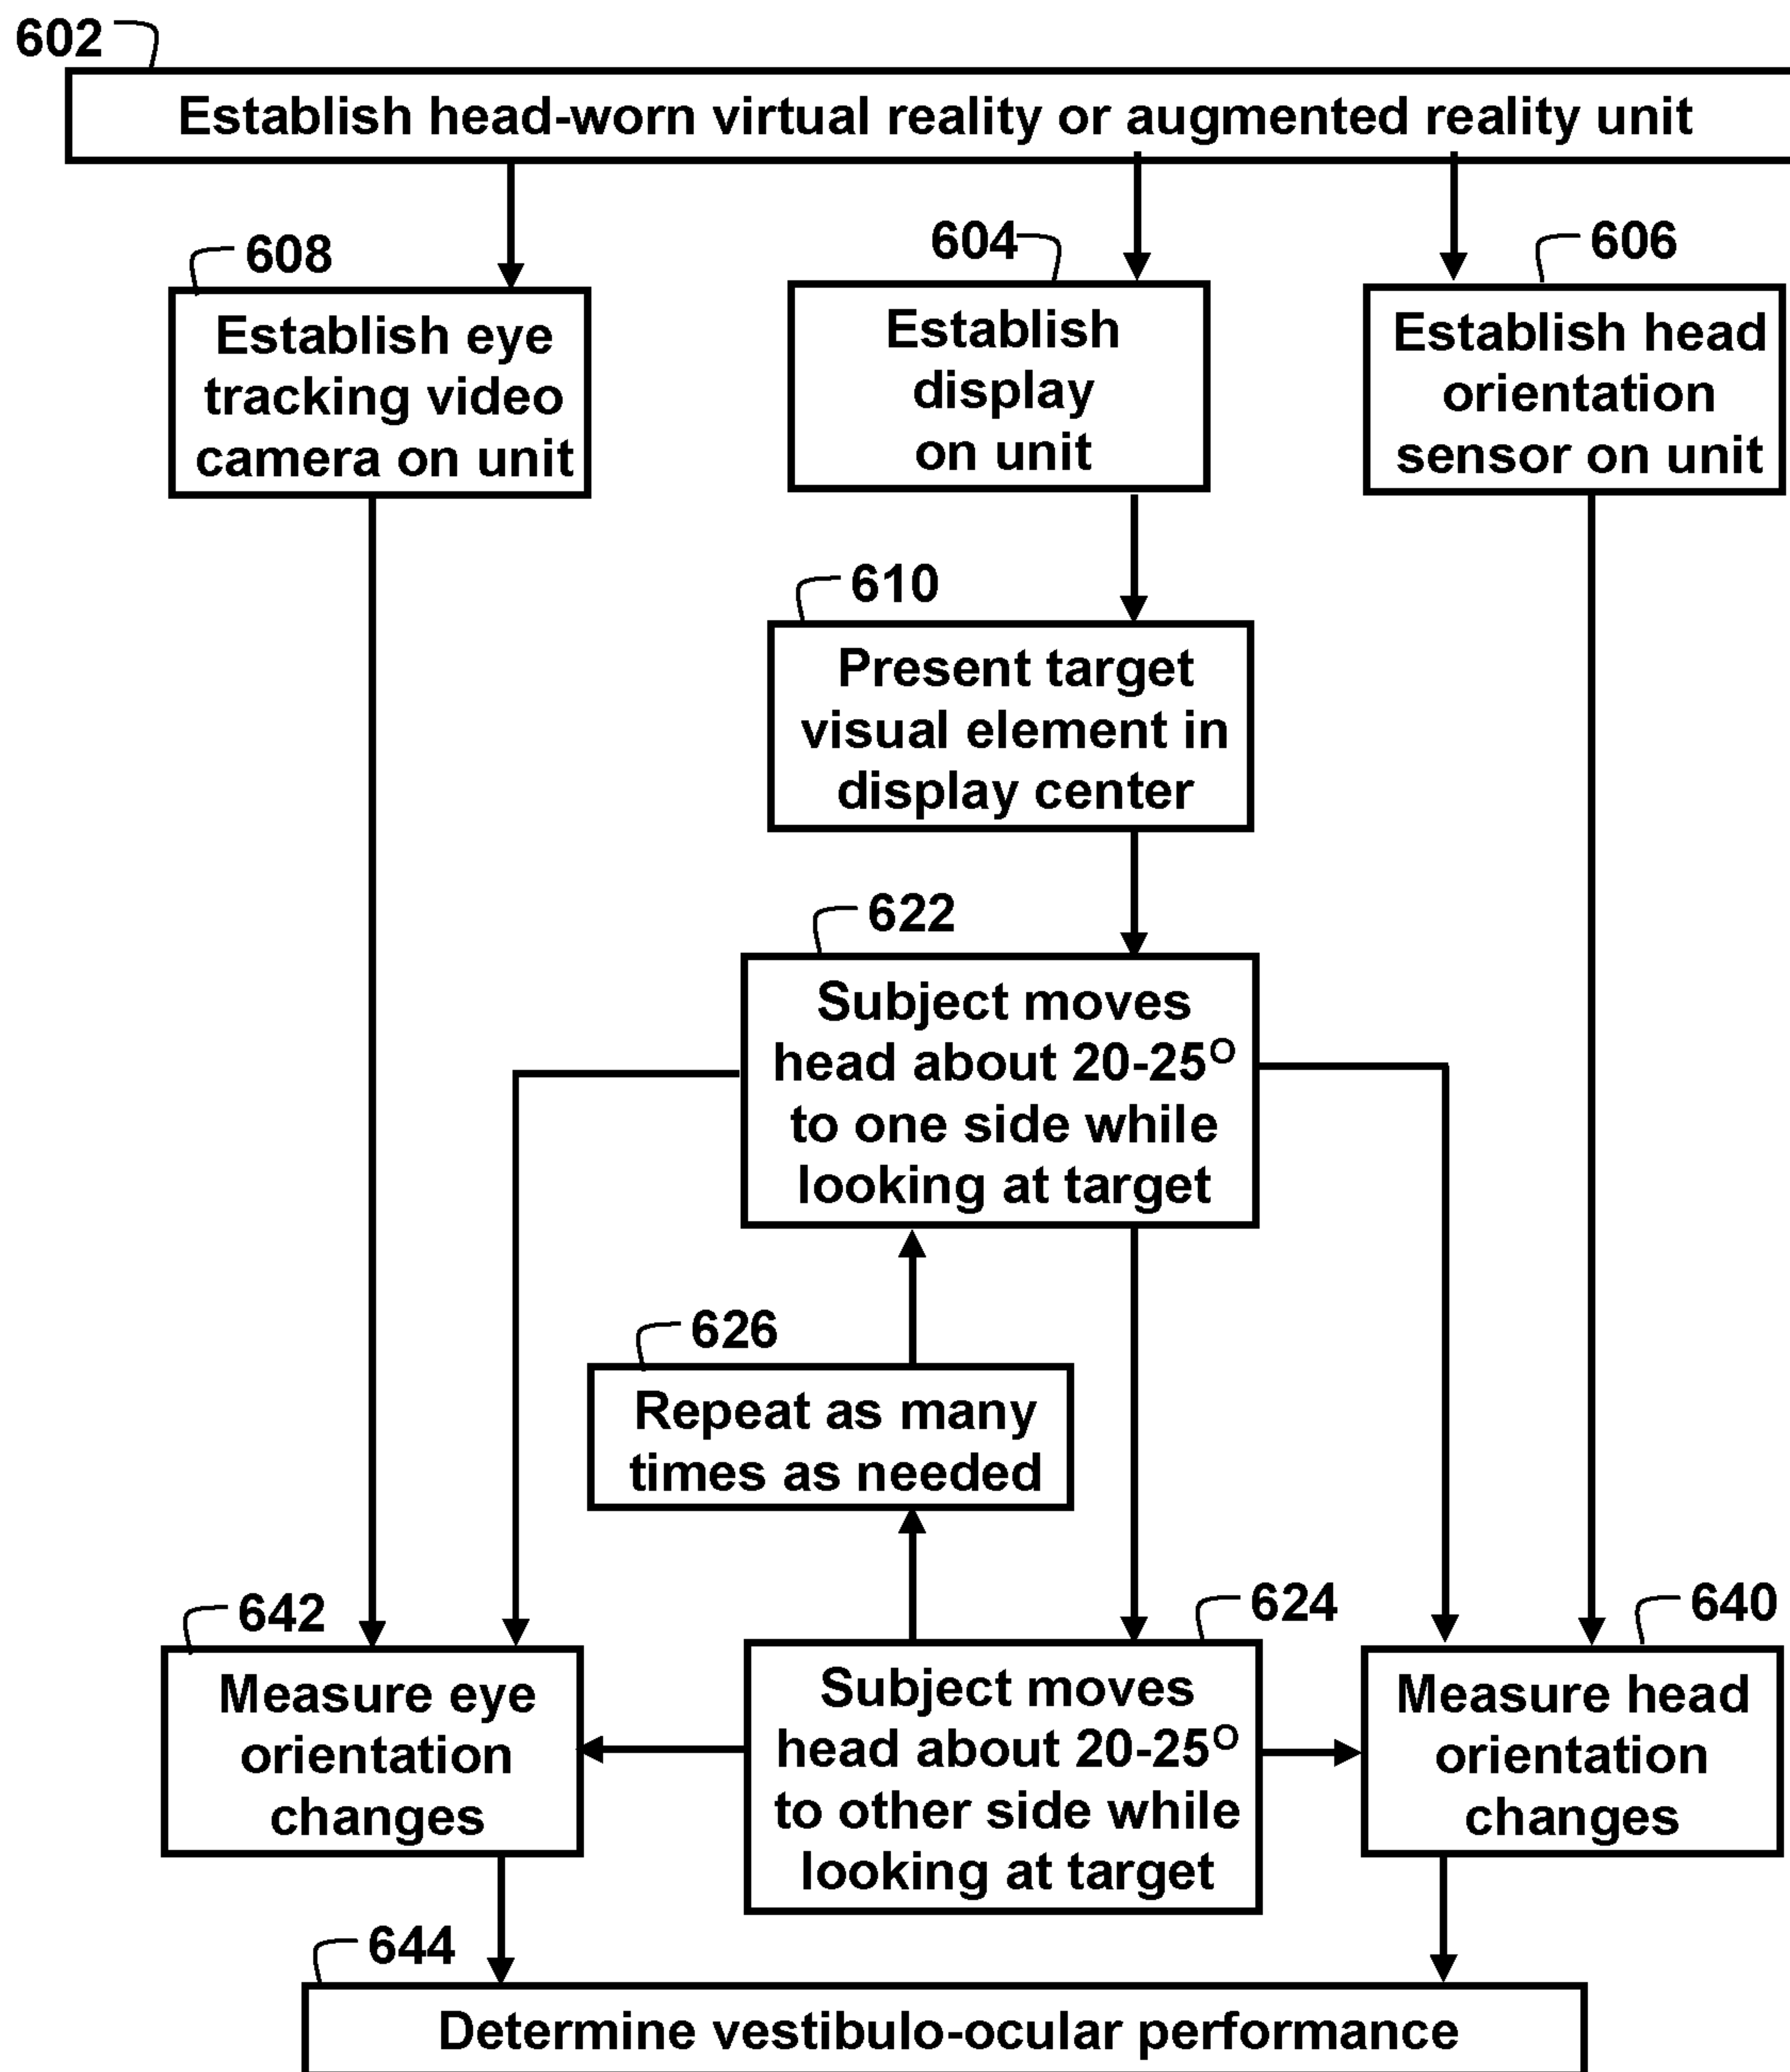 602
Establish head-worn virtual reality or augmented reality unit
608
Establish eye
tracking video
camera on unit
604
Establish
display
on unit
606
Establish head
orientation
sensor on unit
610
Present target
visual element in
display center
622
Subject moves
head about 20-25°
to one side while
looking at target
626
Repeat as many
times as needed
642
Measure eye
orientation
changes
624
Subject moves
head about 20-25°
to other side while
looking at target
640
Measure head
orientation
changes
644
Determine vestibulo-ocular performance